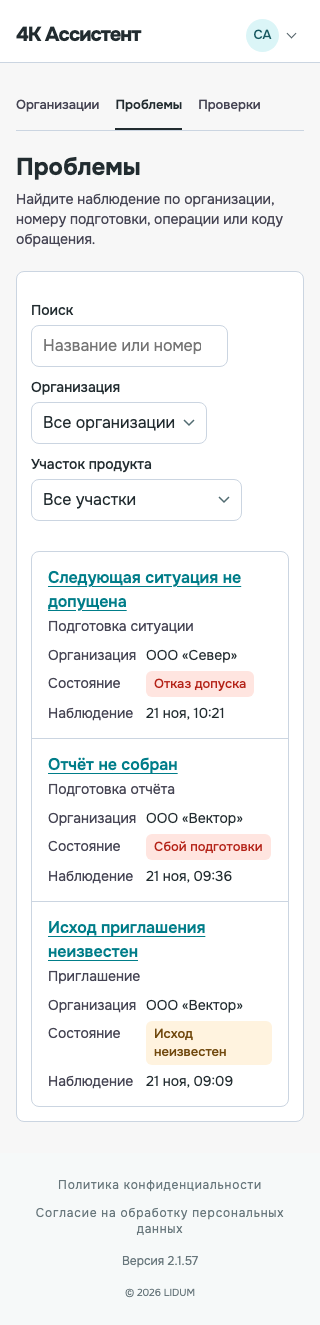 4К Ассистент
СА
Организации Проблемы Проверки
Проблемы
Найдите наблюдение по организации,
номеру подготовки, операции или коду
обращения.
Поиск
Название или номер
Организация
Все организации
Участок продукта
Все участки
Следующая ситуация не
допущена
Подготовка ситуации
Организация ООО «Север»
Состояние Отказ допуска
Наблюдение 21 ноя, 10:21
Отчёт не собран
Подготовка отчёта
Организация ООО «Вектор»
Состояние Сбой подготовки
Наблюдение 21 ноя, 09:36
Исход приглашения
неизвестен
Приглашение
Организация ООО «Вектор»
Состояние Исход
неизвестен
Наблюдение 21 ноя, 09:09
Политика конфиденциальности
Согласие на обработку персональных
данных
Версия 2.1.57
© 2026 LIDUM